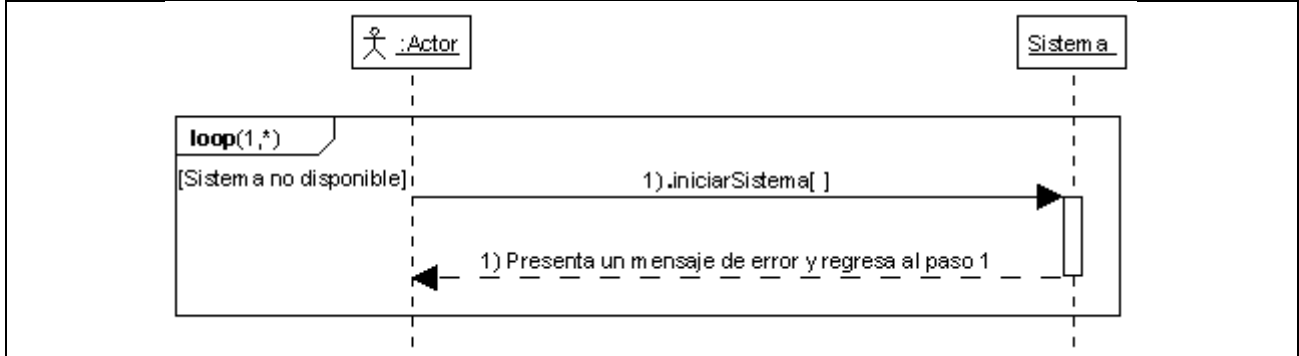 :Actor
Sistema
loop(1,*)
[Sistema no disponible]
1).iniciarSistema[ ]
1) Presenta un mensaje de error y regresa al paso 1